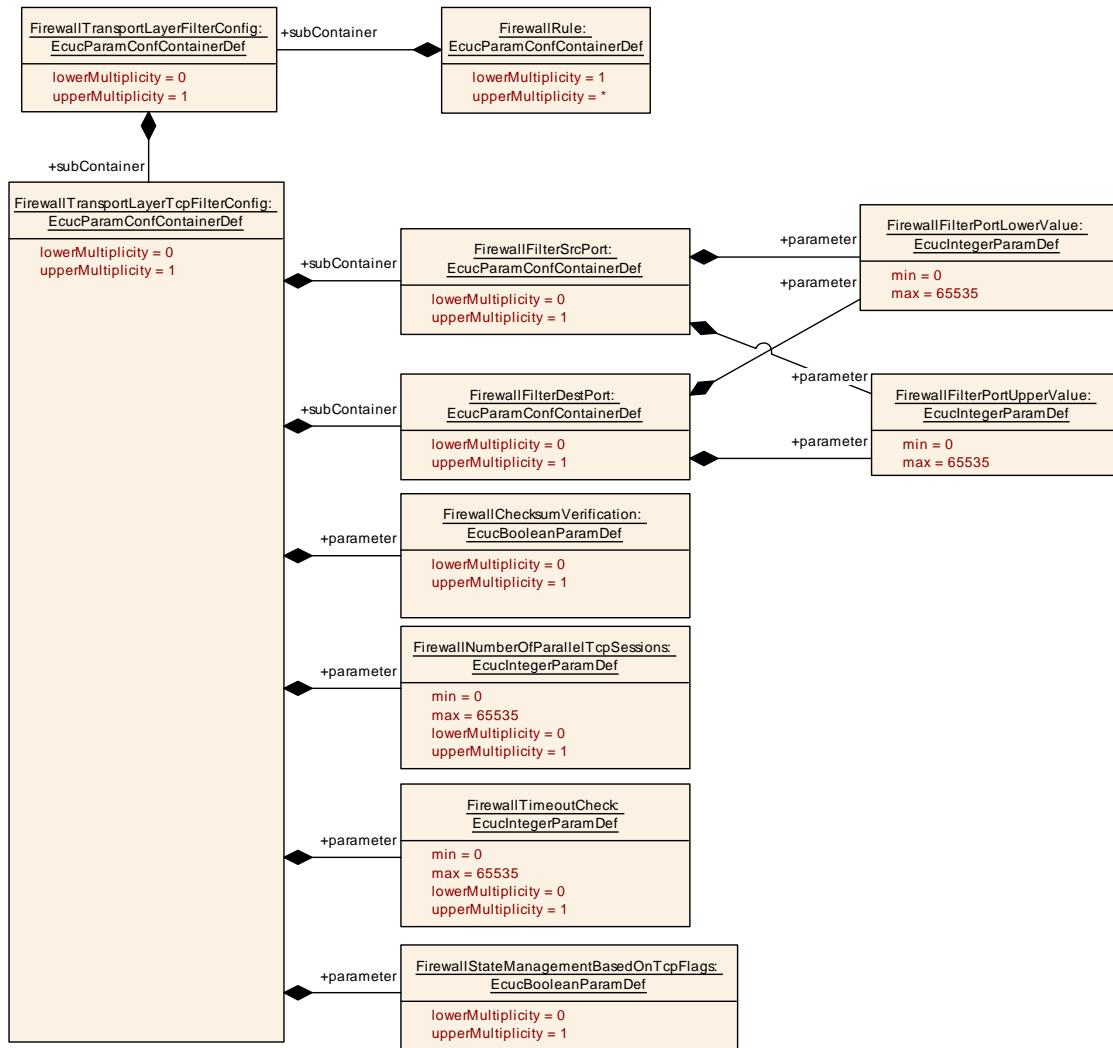 FirewallTransportLayerFilterConfig:
EcucParamConfContainerDef
lowerMultiplicity = 0
upperMultiplicity = 1
+subContainer
FirewallRule:
EcucParamConfContainerDef
lowerMultiplicity = 1
upperMultiplicity = *
+subContainer
FirewallTransportLayerTcpFilterConfig:
EcucParamConfContainerDef
lowerMultiplicity = 0
upperMultiplicity = 1
+subContainer
FirewallFilterSrcPort:
EcucParamConfContainerDef
lowerMultiplicity = 0
upperMultiplicity = 1
+parameter
+parameter
FirewallFilterPortLowerValue:
EcucIntegerParamDef
min = 0
max = 65535
+subContainer
FirewallFilterDestPort:
EcucParamConfContainerDef
lowerMultiplicity = 0
upperMultiplicity = 1
+parameter
+parameter
FirewallFilterPortUpperValue:
EcucIntegerParamDef
min = 0
max = 65535
+parameter
FirewallChecksumVerification:
EcucBooleanParamDef
lowerMultiplicity = 0
upperMultiplicity = 1
+parameter
FirewallNumberOfParallelTcpSessions:
EcucIntegerParamDef
min = 0
max = 65535
lowerMultiplicity = 0
upperMultiplicity = 1
+parameter
FirewallTimeoutCheck:
EcucIntegerParamDef
min = 0
max = 65535
lowerMultiplicity = 0
upperMultiplicity = 1
+parameter
FirewallStateManagementBasedOnTcpFlags:
EcucBooleanParamDef
lowerMultiplicity = 0
upperMultiplicity = 1